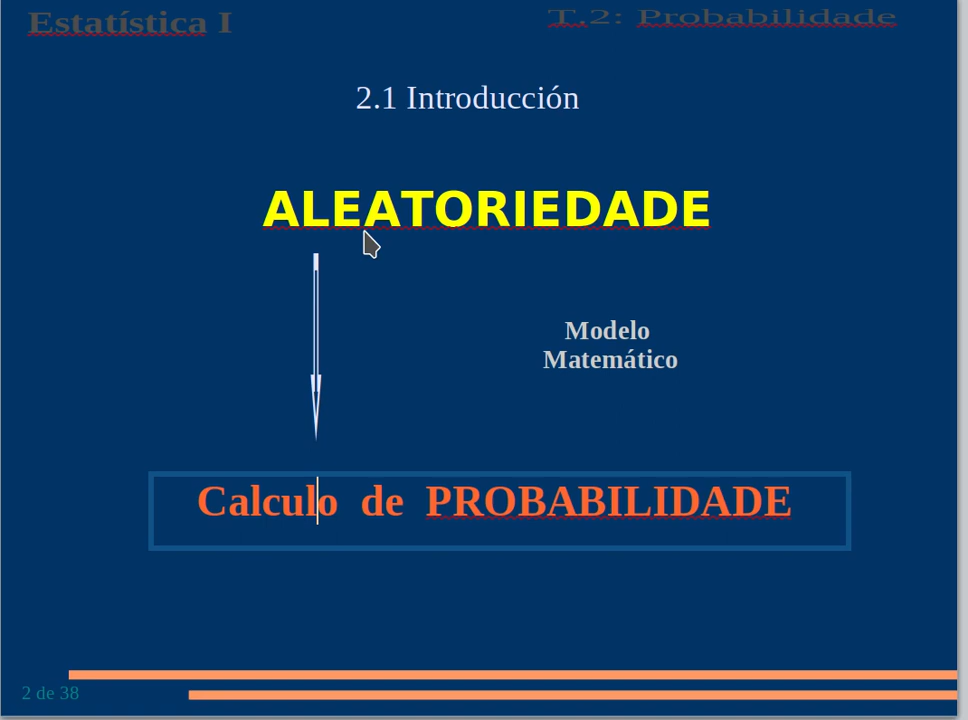 Estatística I
T.2: Probabilidade
2.1 Introducción
ALEATORIEDADE
Modelo
Matemático
Calculo de PROBABILIDADE
2 de 38